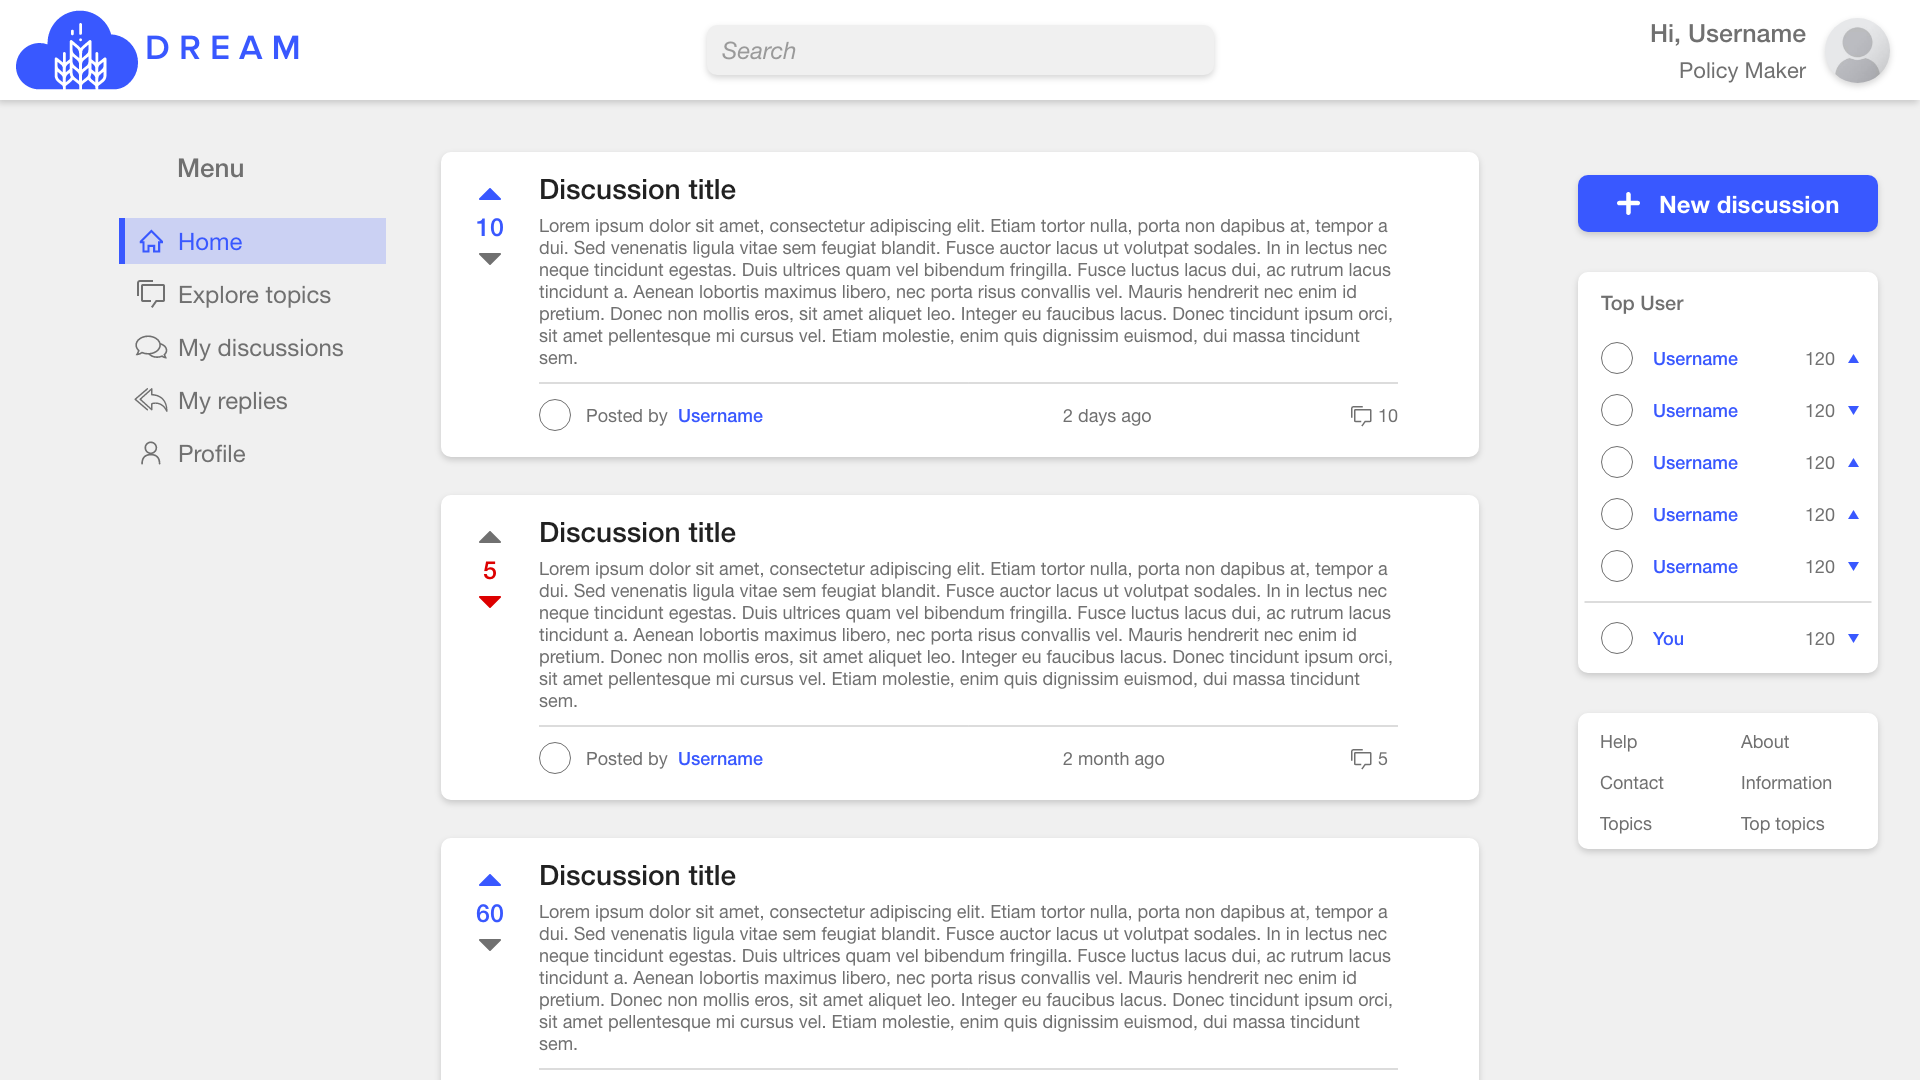 DREAM
Search
Hi, Username
Policy Maker
Menu
Home
Explore topics
My discussions
My replies
Profile
Discussion title
10
Lorem ipsum dolor sit amet, consectetur adipiscing elit. Etiam tortor nulla, porta non dapibus at, tempor a
dui. Sed venenatis ligula vitae sem feugiat blandit. Fusce auctor lacus ut volutpat sodales. In in lectus nec
neque tincidunt egestas. Duis ultrices quam vel bibendum fringilla. Fusce luctus lacus dui, ac rutrum lacus
tincidunt a. Aenean lobortis maximus libero, nec porta risus convallis vel. Mauris hendrerit nec enim id
pretium. Donec non mollis eros, sit amet aliquet leo. Integer eu faucibus lacus. Donec tincidunt ipsum orci,
sit amet pellentesque mi cursus vel. Etiam molestie, enim quis dignissim euismod, dui massa tincidunt
sem.
Posted by Username 2 days ago 10
Discussion title
5
Lorem ipsum dolor sit amet, consectetur adipiscing elit. Etiam tortor nulla, porta non dapibus at, tempor a
dui. Sed venenatis ligula vitae sem feugiat blandit. Fusce auctor lacus ut volutpat sodales. In in lectus nec
neque tincidunt egestas. Duis ultrices quam vel bibendum fringilla. Fusce luctus lacus dui, ac rutrum lacus
tincidunt a. Aenean lobortis maximus libero, nec porta risus convallis vel. Mauris hendrerit nec enim id
pretium. Donec non mollis eros, sit amet aliquet leo. Integer eu faucibus lacus. Donec tincidunt ipsum orci,
sit amet pellentesque mi cursus vel. Etiam molestie, enim quis dignissim euismod, dui massa tincidunt
sem.
Posted by Username 2 month ago 5
Discussion title
60
Lorem ipsum dolor sit amet, consectetur adipiscing elit. Etiam tortor nulla, porta non dapibus at, tempor a
dui. Sed venenatis ligula vitae sem feugiat blandit. Fusce auctor lacus ut volutpat sodales. In in lectus nec
neque tincidunt egestas. Duis ultrices quam vel bibendum fringilla. Fusce luctus lacus dui, ac rutrum lacus
tincidunt a. Aenean lobortis maximus libero, nec porta risus convallis vel. Mauris hendrerit nec enim id
pretium. Donec non mollis eros, sit amet aliquet leo. Integer eu faucibus lacus. Donec tincidunt ipsum orci,
sit amet pellentesque mi cursus vel. Etiam molestie, enim quis dignissim euismod, dui massa tincidunt
sem.
New discussion
Top User
Username 120
Username 120
Username 120
Username 120
Username 120
You 120
Help About
Contact Information
Topics Top topics